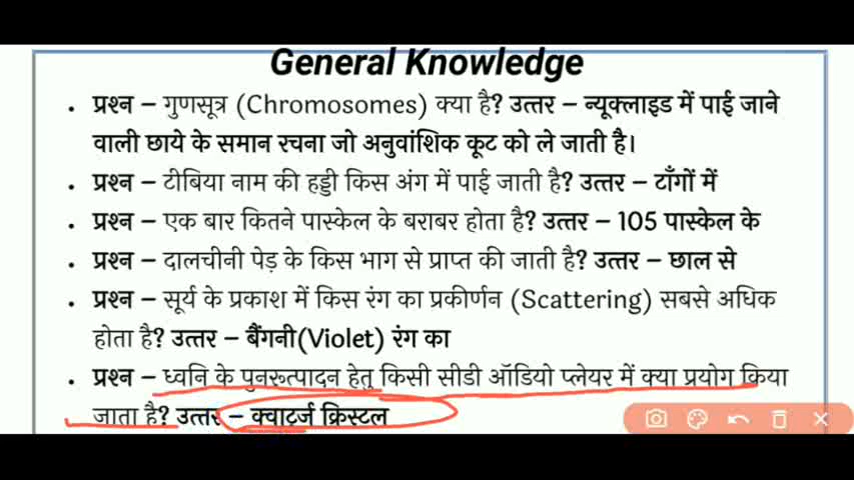 General Knowledge
• प्रश्न – गुणसूत्र (Chromosomes) क्या है? उत्तर – न्यूक्लाइड में पाई जाने
वाली छाये के समान रचना जो अनुवांशिक कूट को ले जाती है।
• प्रश्न – टीबिया नाम की हड्डी किस अंग में पाई जाती है? उत्तर – टाँगों में
• प्रश्न – एक बार कितने पास्केल के बराबर होता है? उत्तर – 105 पास्केल के
• प्रश्न – दालचीनी पेड़ के किस भाग से प्राप्त की जाती है? उत्तर – छाल से
• प्रश्न – सूर्य के प्रकाश में किस रंग का प्रकीर्णन (Scattering) सबसे अधिक
होता है? उत्तर – बैंगनी(Violet) रंग का
• प्रश्न – ध्वनि के पुनरूत्पादन हेतु किसी सीडी ऑडियो प्लेयर में क्या प्रयोग किया
जाता है? उत्तर – क्वाटर्ज क्रिस्टल